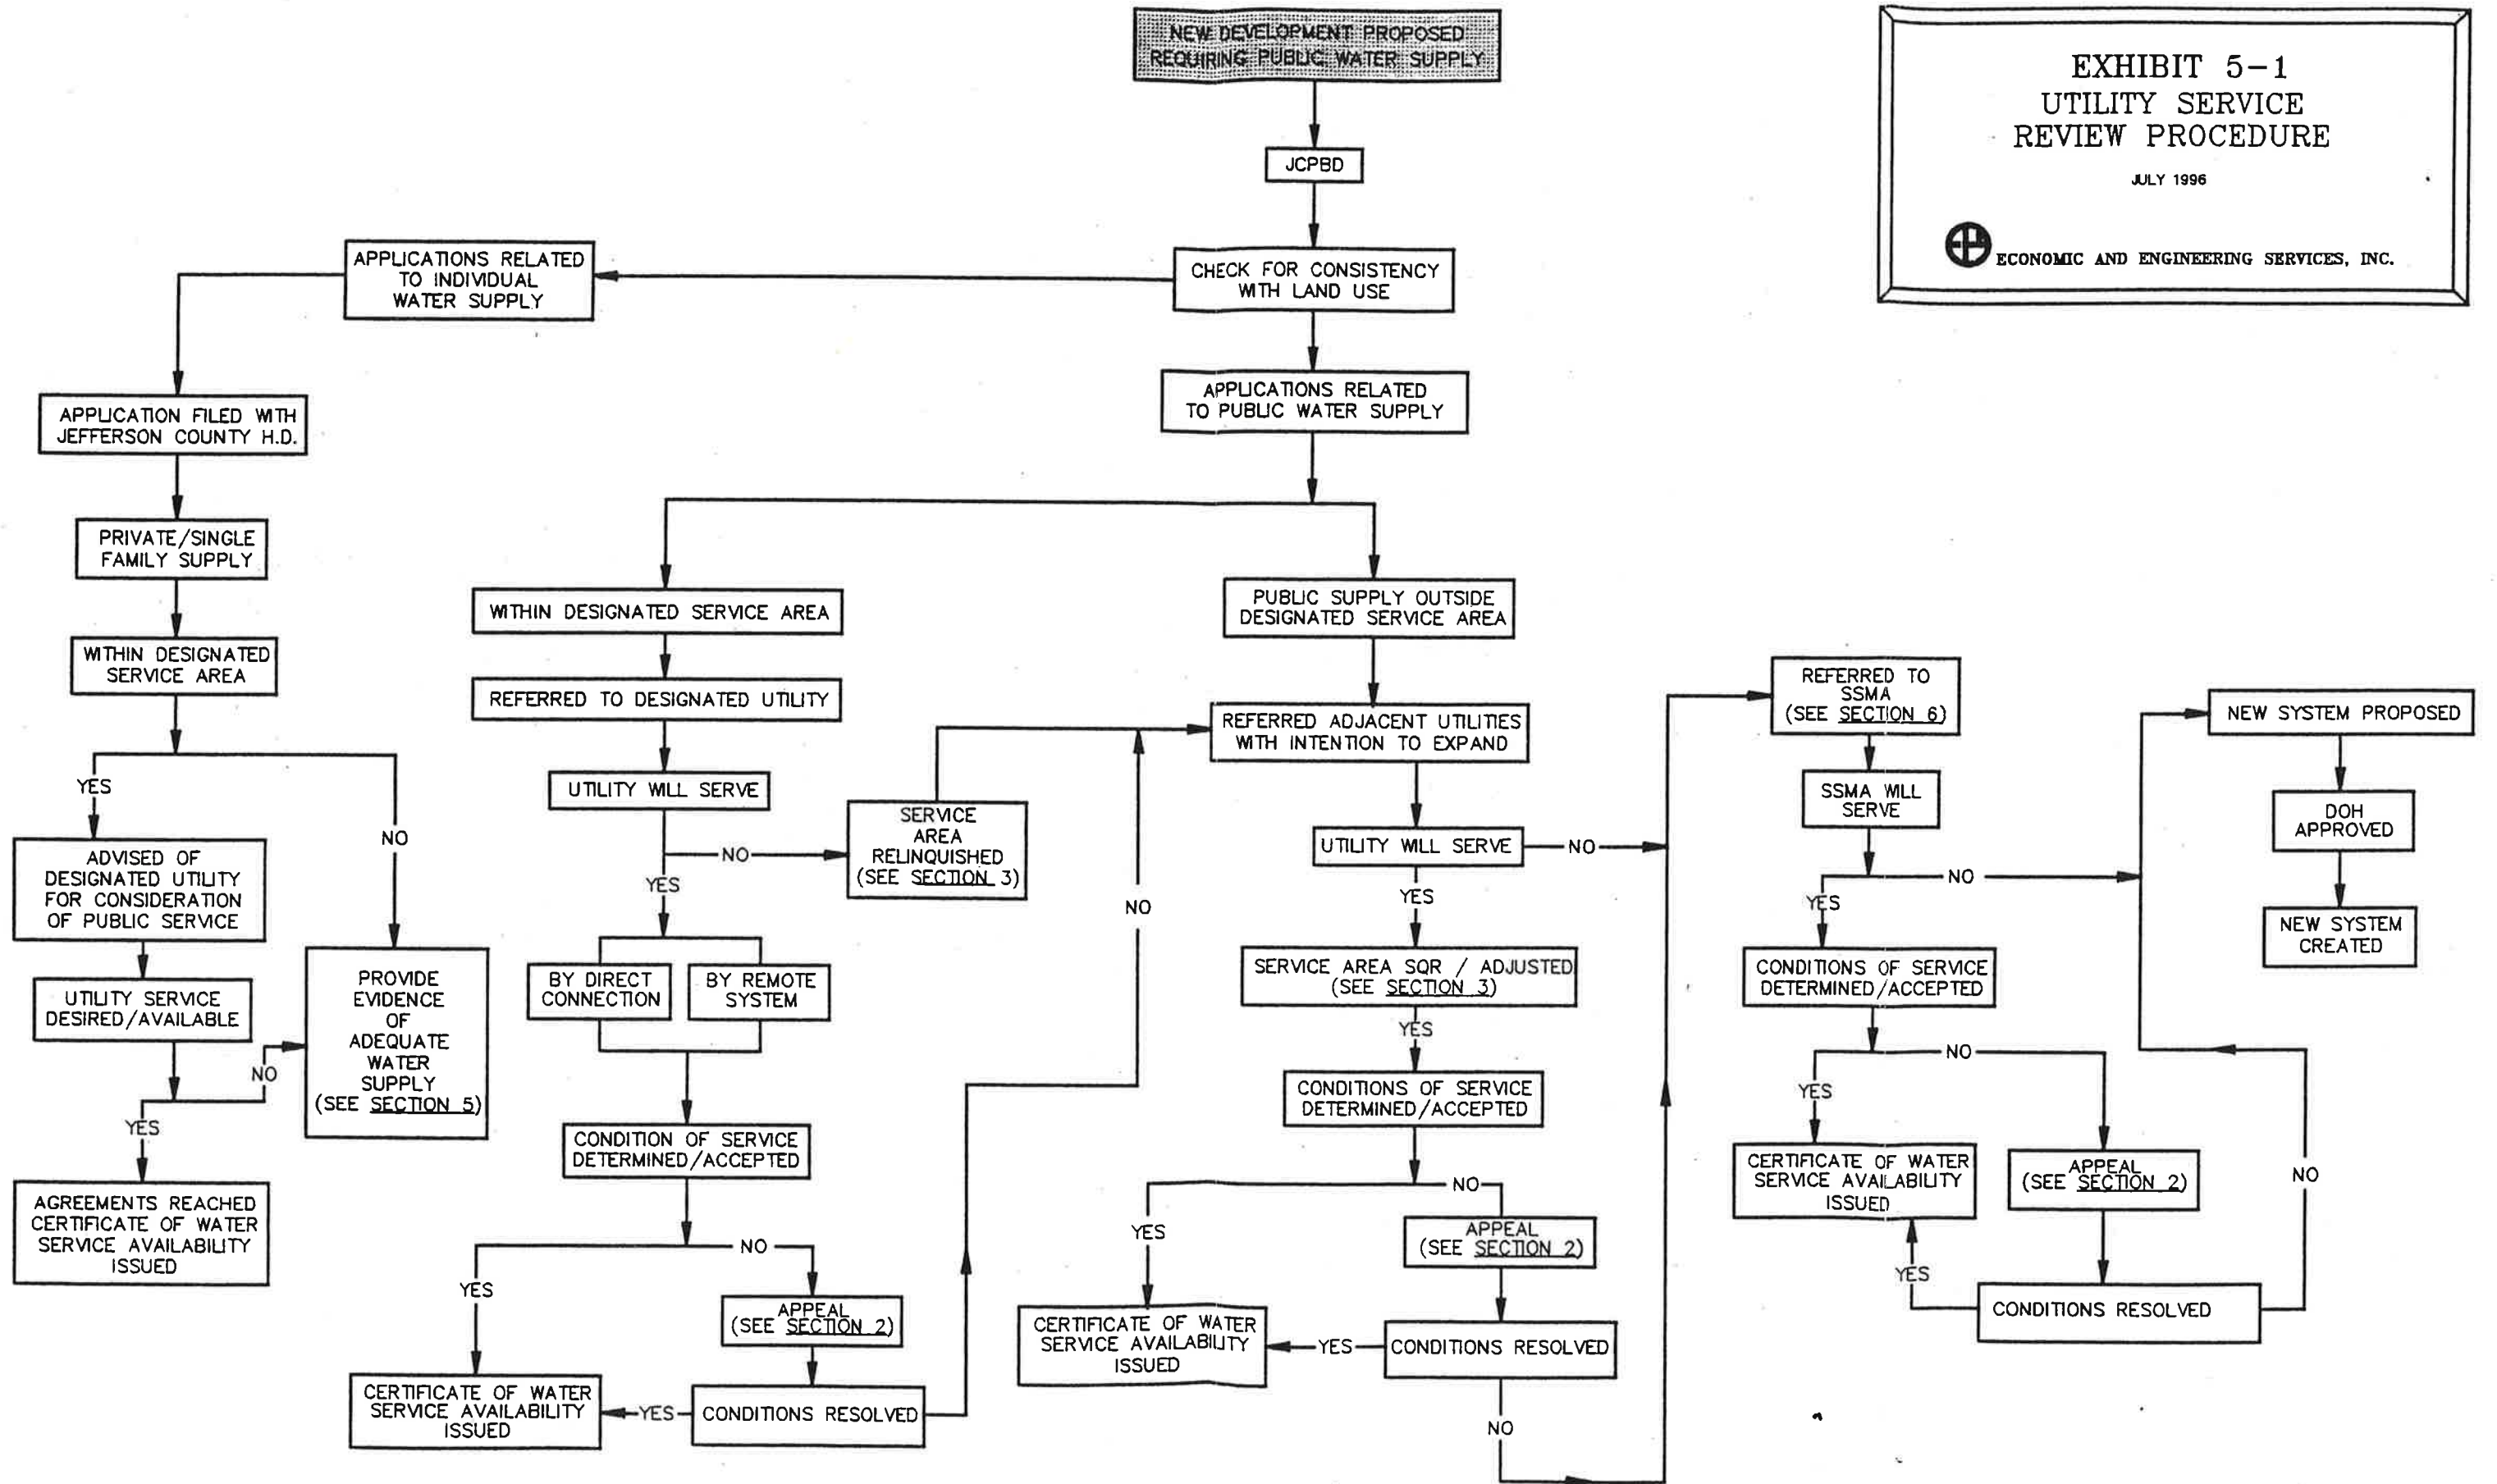 NEW DEVELOPMENT PROPOSED
REQUIRING PUBLIC WATER SUPPLY
EXHIBIT 5-1
UTILITY SERVICE
REVIEW PROCEDURE
JULY 1996
ECONOMIC AND ENGINEERING SERVICES, INC.
JCPBD
CHECK FOR CONSISTENCY
WITH LAND USE
APPLICATIONS RELATED
TO INDIVIDUAL
WATER SUPPLY
APPLICATIONS RELATED
TO PUBLIC WATER SUPPLY
APPLICATION FILED WITH
JEFFERSON COUNTY H.D.
PRIVATE/SINGLE
FAMILY SUPPLY
WITHIN DESIGNATED
SERVICE AREA
YES
NO
ADVISED OF
DESIGNATED UTILITY
FOR CONSIDERATION
OF PUBLIC SERVICE
UTILITY SERVICE
DESIRED/AVAILABLE
NO
YES
PROVIDE
EVIDENCE
OF
ADEQUATE
WATER
SUPPLY
(SEE SECTION 5)
AGREEMENTS REACHED
CERTIFICATE OF WATER
SERVICE AVAILABILITY
ISSUED
WITHIN DESIGNATED SERVICE AREA
REFERRED TO DESIGNATED UTILITY
UTILITY WILL SERVE
NO
SERVICE
AREA
RELINQUISHED
(SEE SECTION 3)
YES
BY DIRECT
CONNECTION
BY REMOTE
SYSTEM
CONDITION OF SERVICE
DETERMINED/ACCEPTED
NO
YES
APPEAL
(SEE SECTION 2)
CONDITIONS RESOLVED
YES
CERTIFICATE OF WATER
SERVICE AVAILABILITY
ISSUED
NO
PUBLIC SUPPLY OUTSIDE
DESIGNATED SERVICE AREA
REFERRED ADJACENT UTILITIES
WITH INTENTION TO EXPAND
UTILITY WILL SERVE
NO
YES
SERVICE AREA SQR / ADJUSTED
(SEE SECTION 3)
YES
CONDITIONS OF SERVICE
DETERMINED/ACCEPTED
NO
YES
APPEAL
(SEE SECTION 2)
CONDITIONS RESOLVED
YES
CERTIFICATE OF WATER
SERVICE AVAILABILITY
ISSUED
NO
REFERRED TO
SSMA
(SEE SECTION 6)
SSMA WILL
SERVE
NO
YES
CONDITIONS OF SERVICE
DETERMINED/ACCEPTED
NO
YES
CERTIFICATE OF WATER
SERVICE AVAILABILITY
ISSUED
APPEAL
(SEE SECTION 2)
YES
CONDITIONS RESOLVED
NO
NEW SYSTEM PROPOSED
DOH
APPROVED
NEW SYSTEM
CREATED